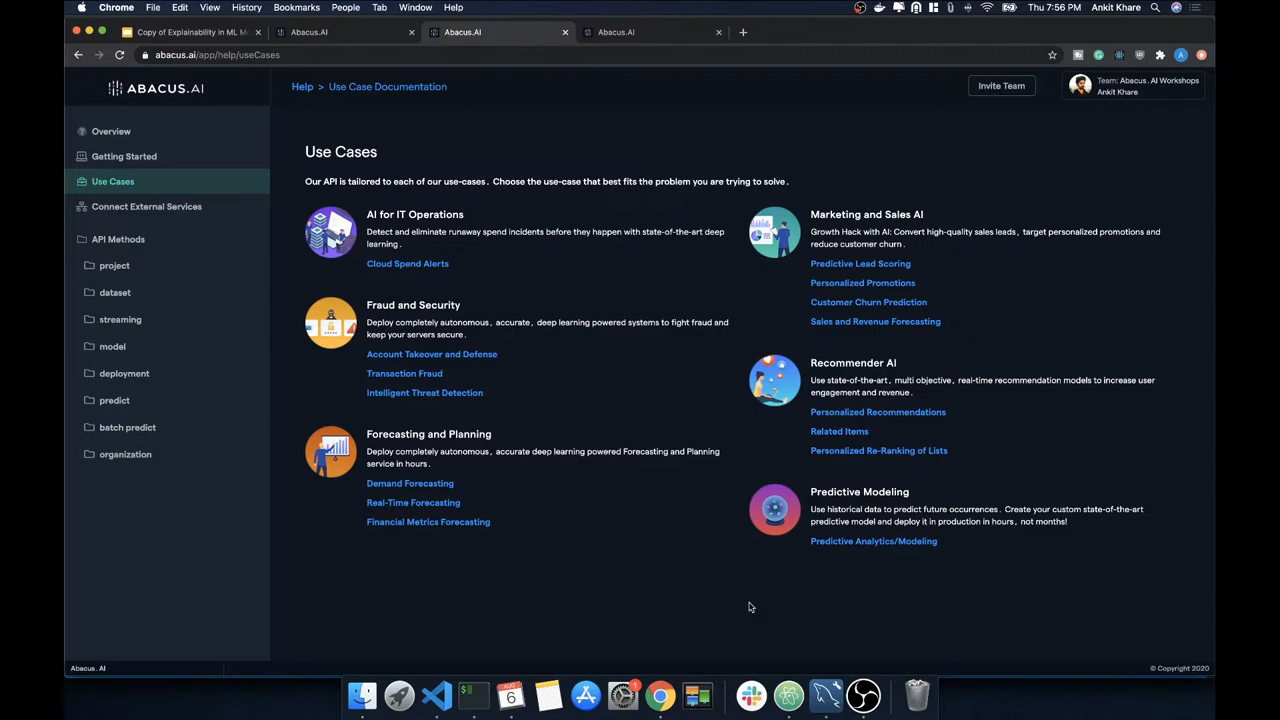 Chrome File Edit View History Bookmarks People Tab Window Help
Thu 7:56 PM Ankit Khare
Copy of Explainability in ML Mo
Abacus.AI
Abacus.AI
Abacus.AI
abacus.ai/app/help/useCases
ABACUS.AI
Help > Use Case Documentation
Invite Team
Team: Abacus.AI Workshops
Ankit Khare
Overview
Getting Started
Use Cases
Connect External Services
API Methods
project
dataset
streaming
model
deployment
predict
batch predict
organization
Use Cases
Our API is tailored to each of our use-cases. Choose the use-case that best fits the problem you are trying to solve.
AI for IT Operations
Detect and eliminate runaway spend incidents before they happen with state-of-the-art deep
learning.
Cloud Spend Alerts
Fraud and Security
Deploy completely autonomous, accurate, deep learning powered systems to fight fraud and
keep your servers secure.
Account Takeover and Defense
Transaction Fraud
Intelligent Threat Detection
Forecasting and Planning
Deploy completely autonomous, accurate deep learning powered Forecasting and Planning
service in hours.
Demand Forecasting
Real-Time Forecasting
Financial Metrics Forecasting
Marketing and Sales AI
Growth Hack with AI: Convert high-quality sales leads, target personalized promotions and
reduce customer churn.
Predictive Lead Scoring
Personalized Promotions
Customer Churn Prediction
Sales and Revenue Forecasting
Recommender AI
Use state-of-the-art, multi objective, real-time recommendation models to increase user
engagement and revenue.
Personalized Recommendations
Related Items
Personalized Re-Ranking of Lists
Predictive Modeling
Use historical data to predict future occurrences. Create your custom state-of-the-art
predictive model and deploy it in production in hours, not months!
Predictive Analytics/Modeling
Abacus.AI
© Copyright 2020
AUG
6
1